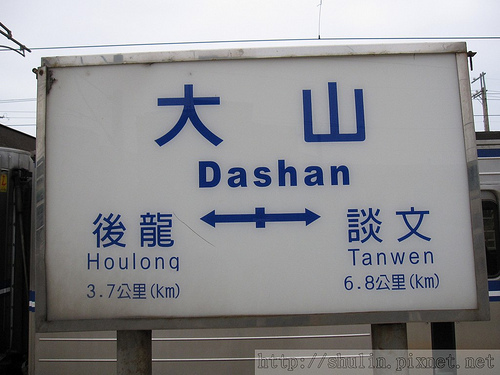 大山
Dashan
後龍
Houlong
3.7公里(km)
談文
Tanwen
6.8公里(km)
http://shulin.pixnet.net